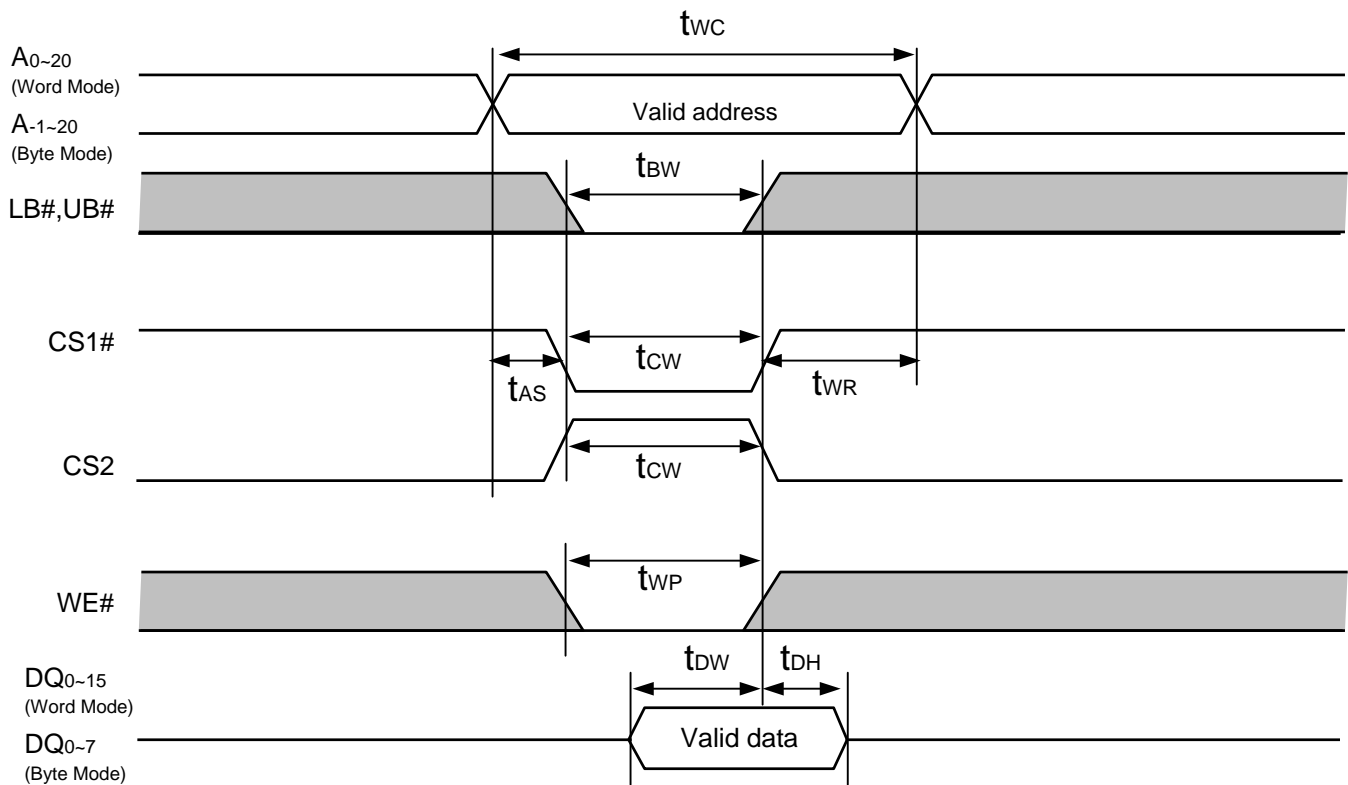 tWC
A0~20
(Word Mode)
Valid address
A-1~20
(Byte Mode)
tBW
LB#,UB#
CS1#
tCW
tAS
tWR
CS2
tCW
tWP
WE#
tDW
tDH
DQ0~15
(Word Mode)
Valid data
DQ0~7
(Byte Mode)